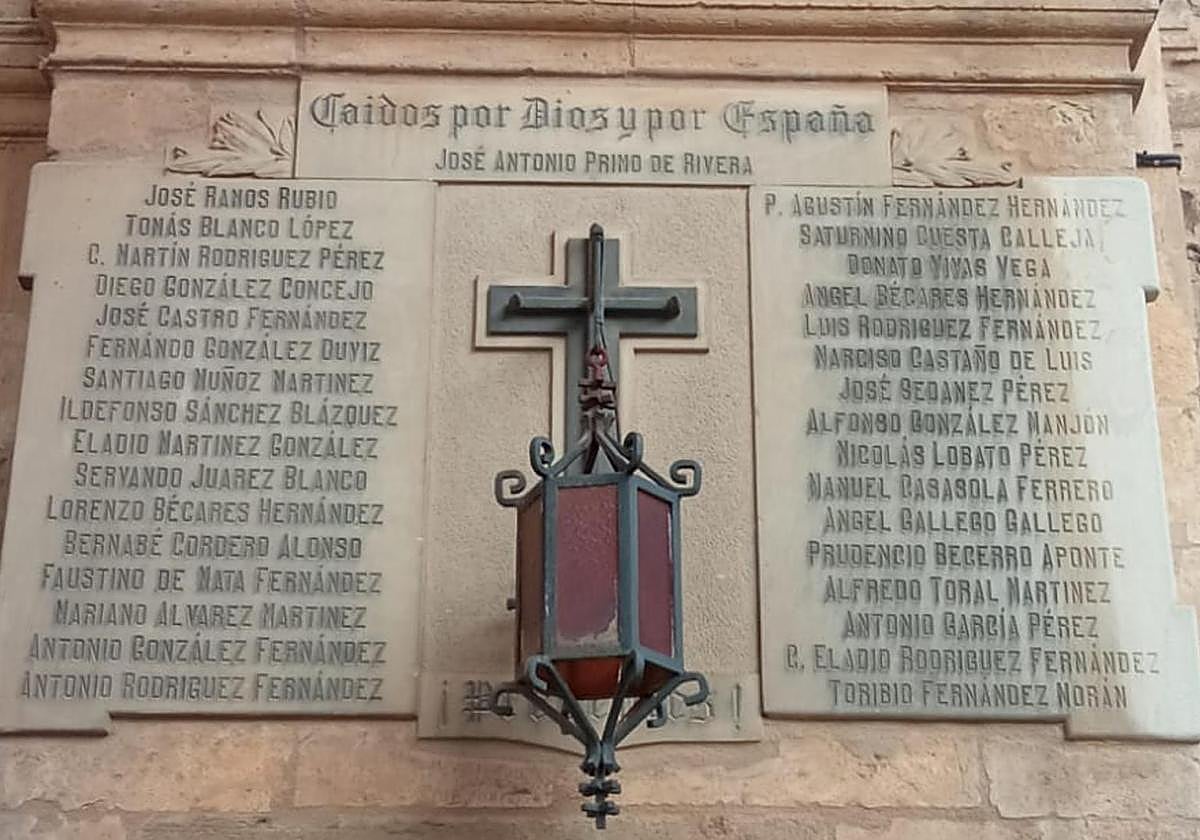 Caidos por Dios y por España
JOSÉ ANTONIO PRIMO DE RIVERA
JOSÉ RAMOS RUBIO
TOMÁS BLANCO LÓPEZ
C. MARTÍN RODRIGUEZ PÉREZ
DIEGO GONZÁLEZ CONCEJO
JOSÉ CASTRO FERNÁNDEZ
FERNÁNDO GONZÁLEZ DUVIZ
SANTIAGO MUÑOZ MARTINEZ
ILDEFONSO SÁNCHEZ BLÁZQUEZ
ELADIO MARTINEZ GONZÁLEZ
SERVANDO JUAREZ BLANCO
LORENZO BÉCARES HERNÁNDEZ
BERNABÉ CORDERO ALONSO
FAUSTINO DE MATA FERNÁNDEZ
MARIANO ALVAREZ MARTINEZ
ANTONIO GONZÁLEZ FERNÁNDEZ
ANTONIO RODRIGUEZ FERNÁNDEZ
P. AGUSTÍN FERNÁNDEZ HERNÁNDEZ
SATURNINO CUESTA CALLEJA
DONATO VIVAS VEGA
ANGEL BÉCARES HERNÁNDEZ
LUIS RODRIGUEZ FERNÁNDEZ
NARCISO CASTAÑO DE LUIS
JOSÉ SEDANEZ PÉREZ
ALFONSO GONZÁLEZ MANJÓN
NICOLÁS LOBATO PÉREZ
MANUEL CASASOLA FERRERO
ANGEL GALLEGO GALLEGO
PRUDENCIO BECERRO APONTE
ALFREDO TORAL MARTINEZ
ANTONIO GARCÍA PÉREZ
C. ELADIO RODRIGUEZ FERNÁNDEZ
TORIBIO FERNÁNDEZ NORÁN